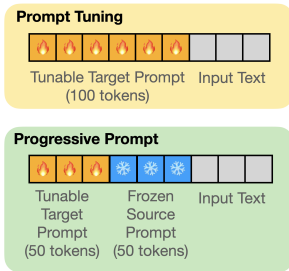 Prompt Tuning
Tunable Target Prompt
(100 tokens)
Input Text
Progressive Prompt
Tunable
Target
Prompt
(50 tokens)
Frozen
Source
Prompt
(50 tokens)
Input Text